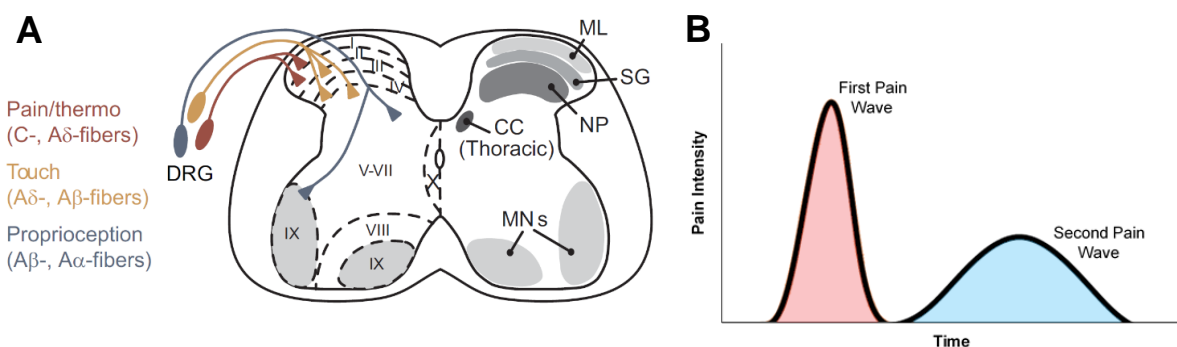 A
Pain/thermo
(C-, Aδ-fibers)
Touch
(Aδ-, Aβ-fibers)
Proprioception
(Aβ-, Aα-fibers)
DRG
I
II
III
IV
V-VII
VIII
IX
IX
X
ML
SG
NP
CC
(Thoracic)
MNs
B
Pain Intensity
First Pain
Wave
Second Pain
Wave
Time